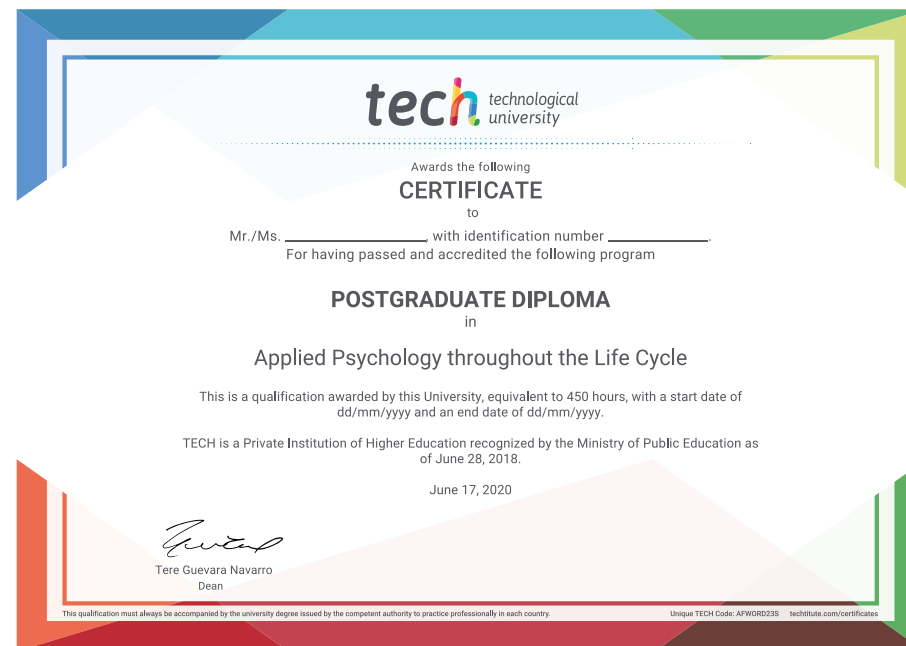 tech technological
university
Awards the following
CERTIFICATE
to
Mr./Ms. ____________, with identification number ____________.
For having passed and accredited the following program
POSTGRADUATE DIPLOMA
in
Applied Psychology throughout the Life Cycle
This is a qualification awarded by this University, equivalent to 450 hours, with a start date of
dd/mm/yyyy and an end date of dd/mm/yyyy.
TECH is a Private Institution of Higher Education recognized by the Ministry of Public Education as
of June 28, 2018.
June 17, 2020
Tere Guevara Navarro
Dean
This qualification must always be accompanied by the university degree issued by the competent authority to practice professionally in each country.
Unique TECH Code: AFWORD23S techtitute.com/certificates